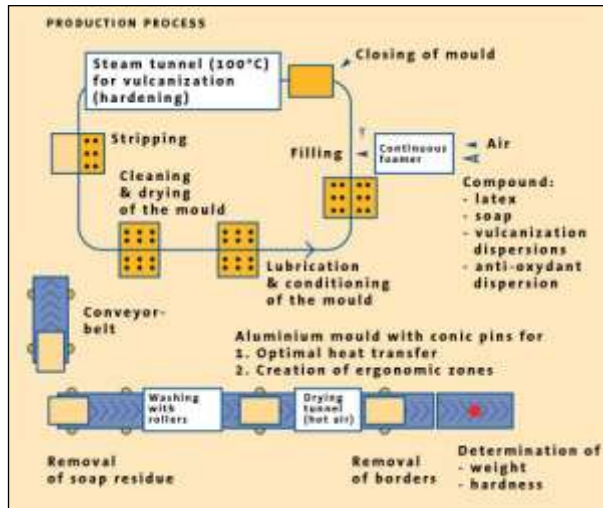 PRODUCTION PROCESS
Steam tunnel (100°C)
for vulcanization
(hardening)
Closing of mould
Stripping
Filling
Continuous
foamer
Air
Cleaning
& drying
of the mould
Compound:
- latex
- soap
- vulcanization
dispersions
- anti-oxydant
dispersion
Lubrication
& conditioning
of the mould
Conveyor-
belt
Aluminium mould with conic pins for
1. Optimal heat transfer
2. Creation of ergonomic zones
Washing
with
rollers
Drying
tunnel
(hot air)
Removal
of soap residue
Removal
of borders
Determination of
- weight
- hardness